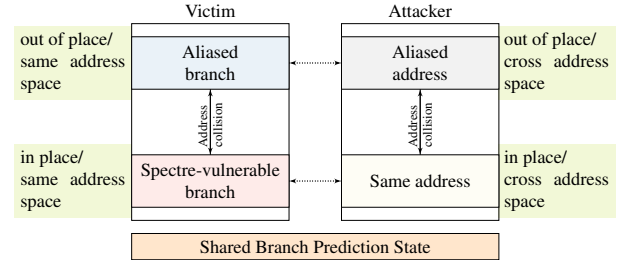 Victim
Attacker
out of place/
same address
space
Aliased
branch
Aliased
address
out of place/
cross address
space
Address
collision
Address
collision
in place/
same address
space
Spectre-vulnerable
branch
Same address
in place/
cross address
space
Shared Branch Prediction State